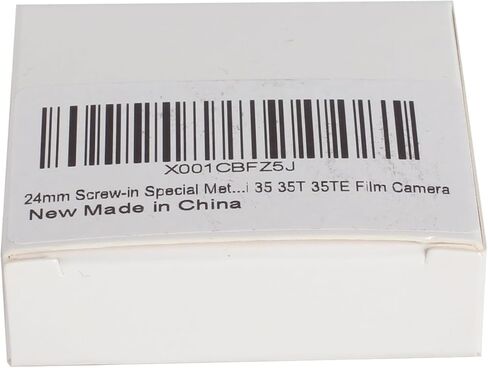 X001CBFZ5J
24mm Screw-in Special Met...i 35 35T 35TE Film Camera
New Made in China